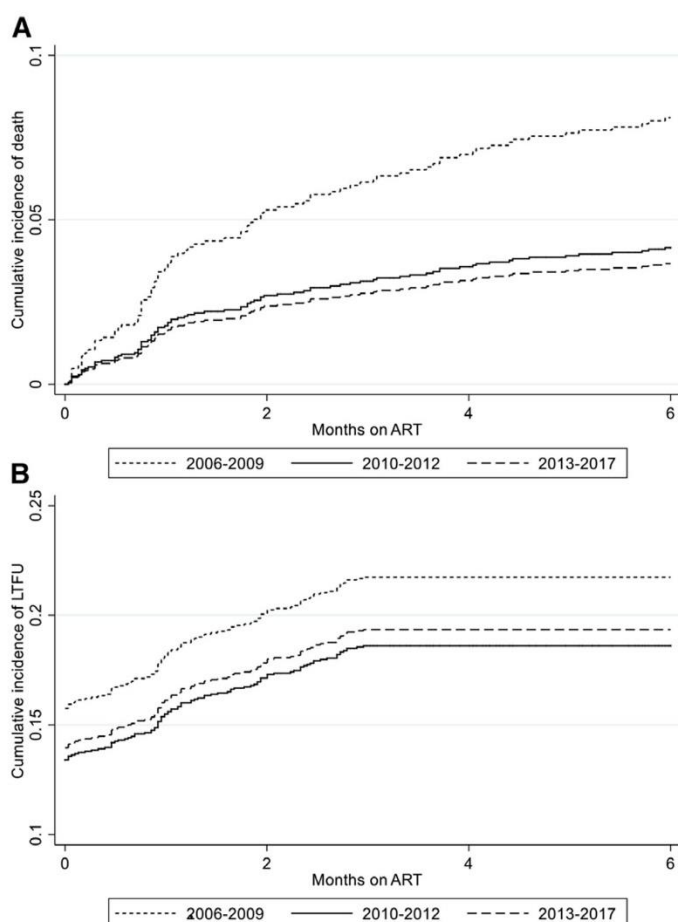 A
0.1
Cumulative incidence of death
0.05
0
0 2 4 6
Months on ART
2006-2009 2010-2012 2013-2017
B
0.25
Cumulative incidence of LTFU
0.2
0.15
0.1
0 2 4 6
Months on ART
2006-2009 2010-2012 2013-2017